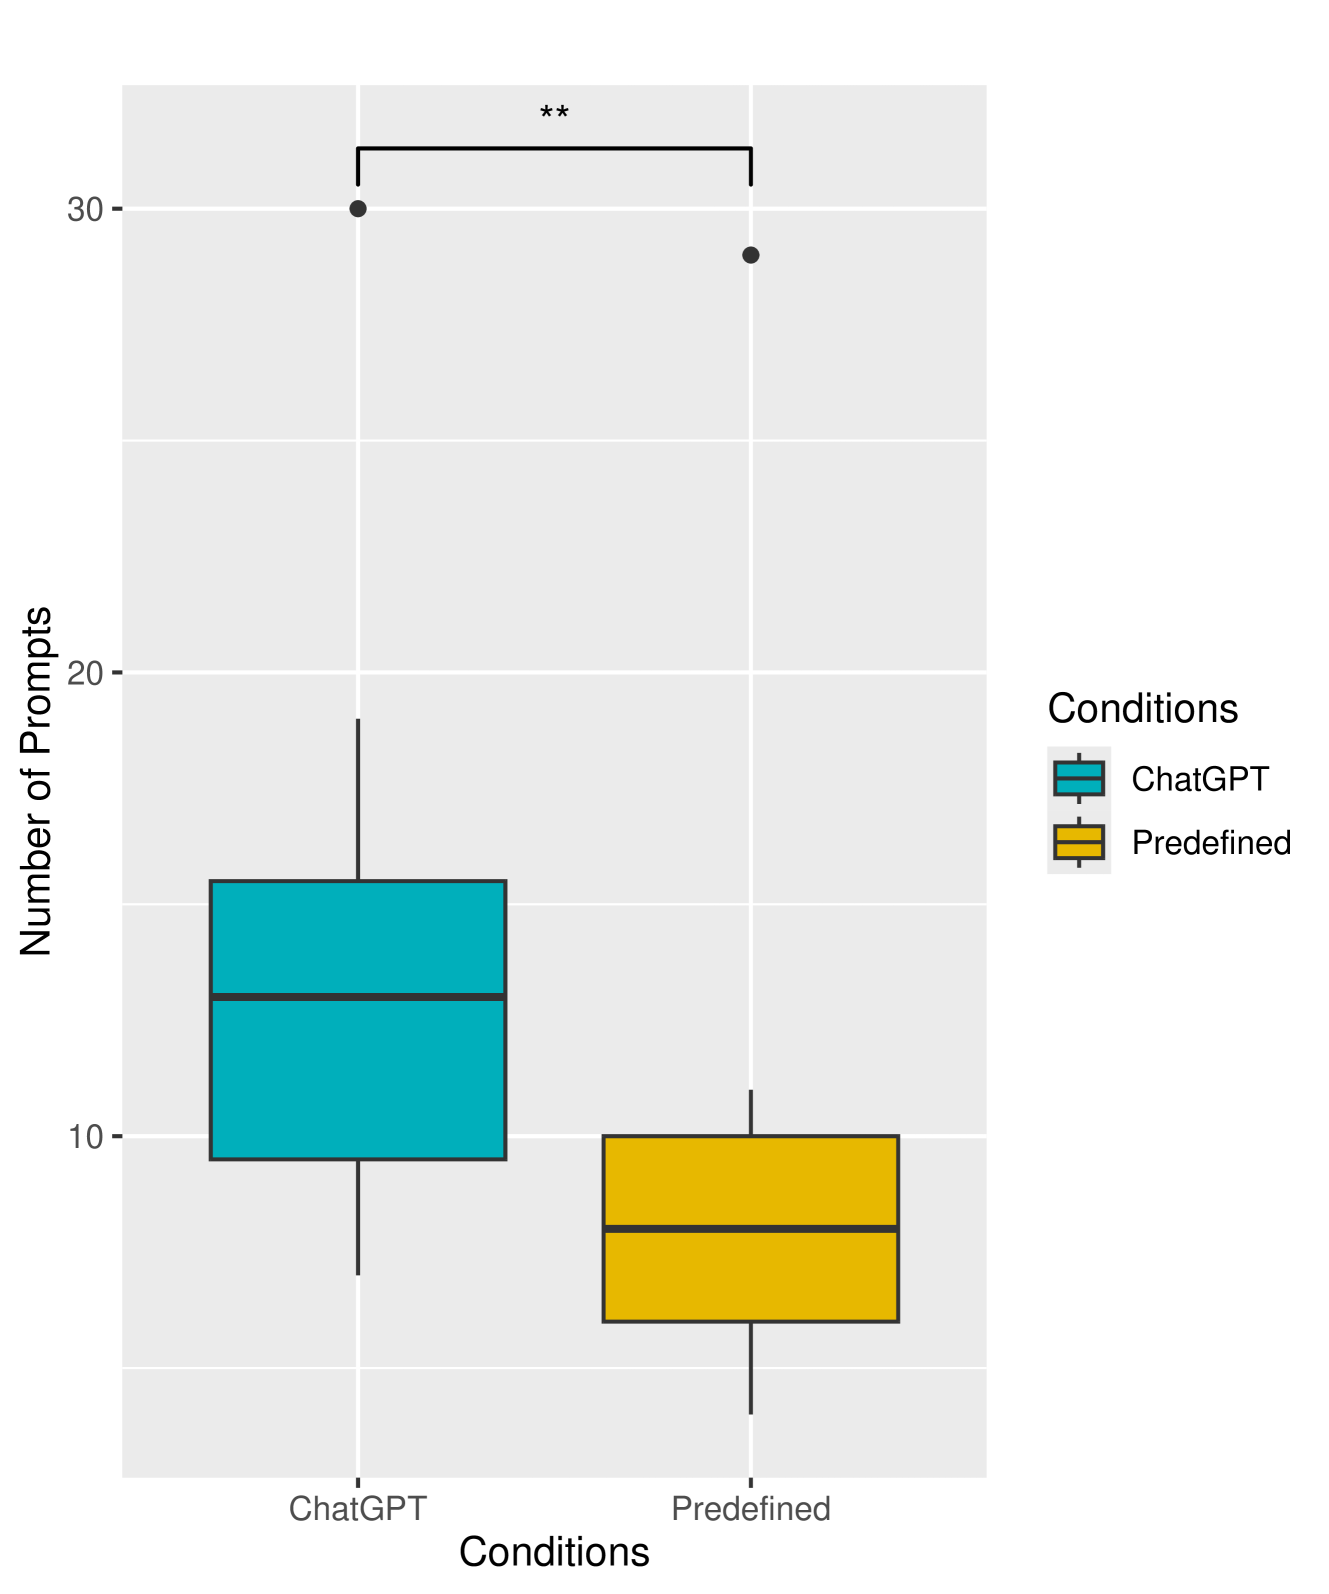 **
30
20
10
Number of Prompts
ChatGPT
Predefined
Conditions
Conditions
ChatGPT
Predefined